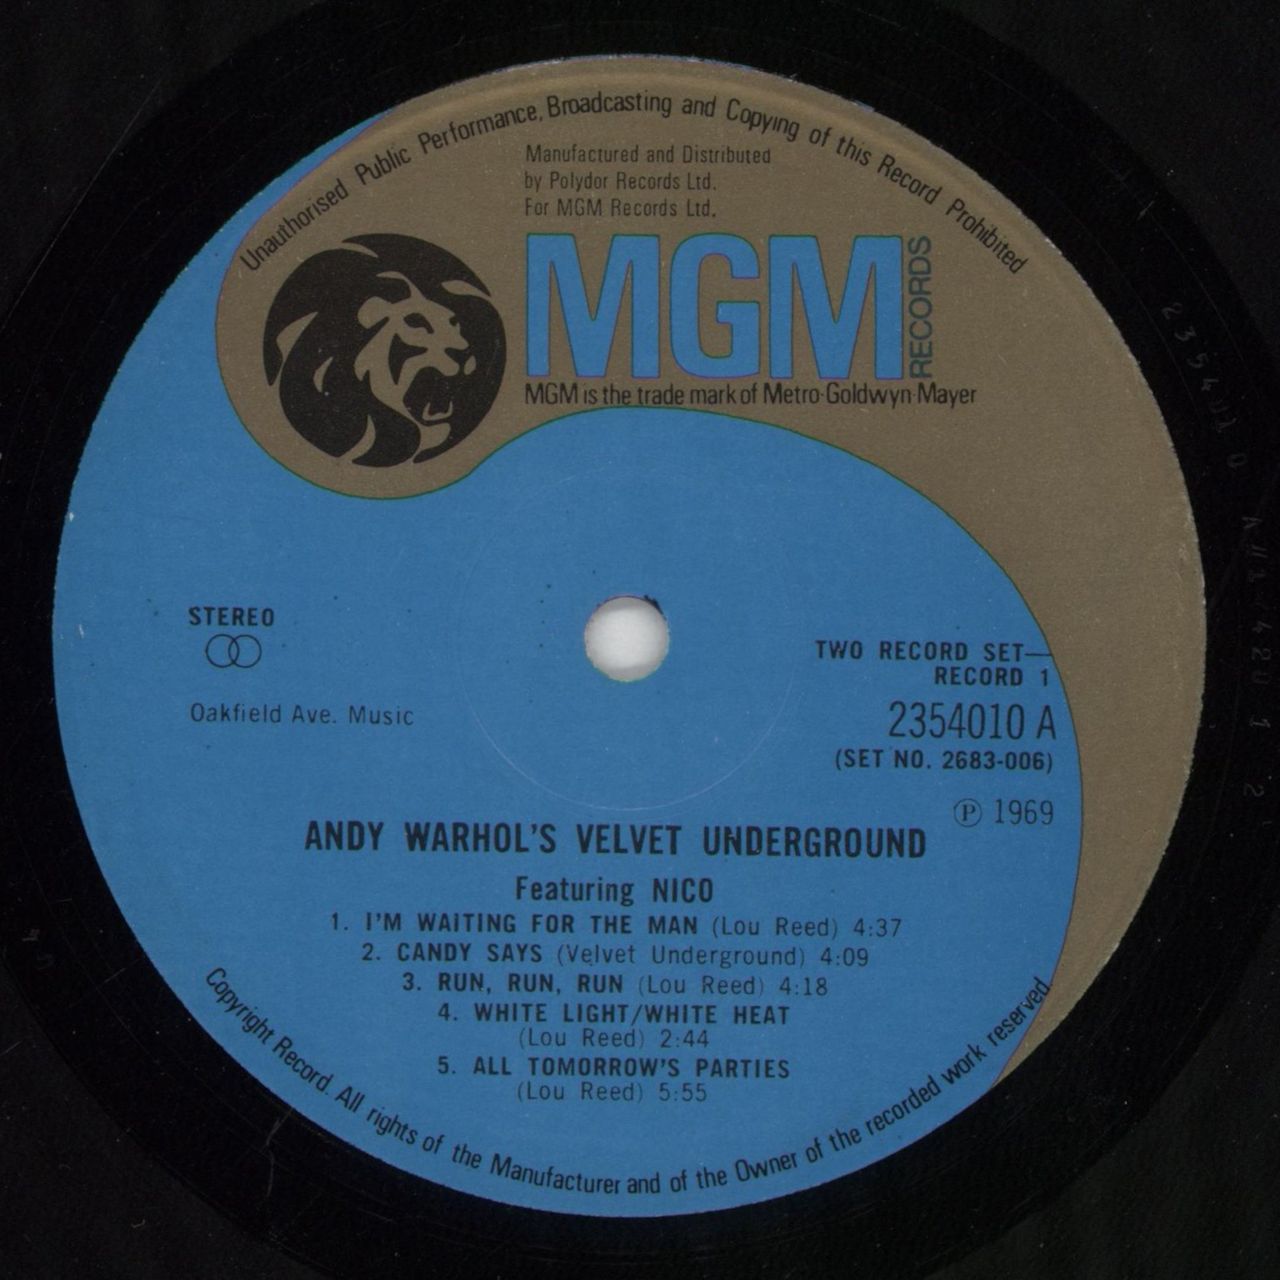 Unauthorised Public Performance, Broadcasting and Copying of this Record Prohibited
Manufactured and Distributed
by Polydor Records Ltd.
For MGM Records Ltd.
MGM RECORDS
MGM is the trade mark of Metro-Goldwyn-Mayer
STEREO
Oakfield Ave. Music
TWO RECORD SET—
RECORD 1
2354010 A
(SET NO. 2683-006)
℗ 1969
ANDY WARHOL'S VELVET UNDERGROUND
Featuring NICO
1. I'M WAITING FOR THE MAN (Lou Reed) 4:37
2. CANDY SAYS (Velvet Underground) 4:09
3. RUN, RUN, RUN (Lou Reed) 4:18
4. WHITE LIGHT/WHITE HEAT
(Lou Reed) 2:44
5. ALL TOMORROW'S PARTIES
(Lou Reed) 5:55
Copyright Record. All rights of the Manufacturer and of the Owner of the recorded work reserved